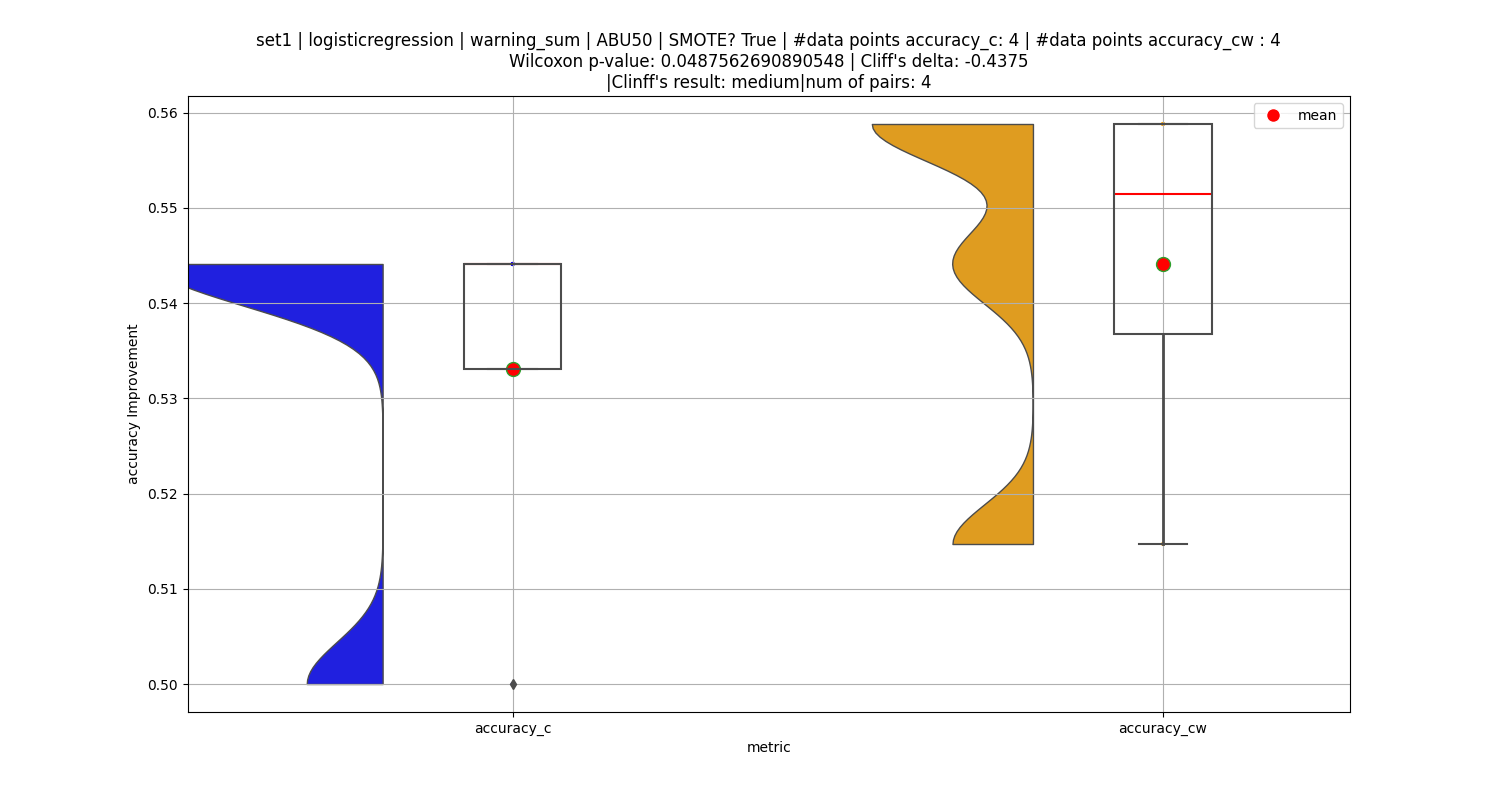 set1 | logisticregression | warning_sum | ABU50 | SMOTE? True | #data points accuracy_c: 4 | #data points accuracy_cw : 4
Wilcoxon p-value: 0.0487562690890548 | Cliff's delta: -0.4375
|Clinff's result: medium|num of pairs: 4
mean
0.56
0.55
0.54
0.53
0.52
0.51
0.50
accuracy Improvement
accuracy_c
accuracy_cw
metric